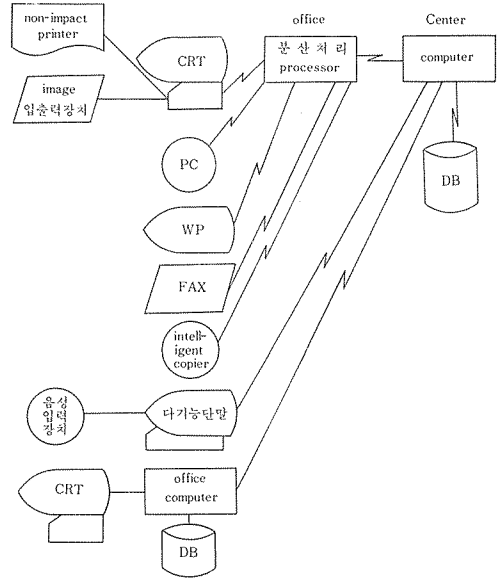 non-impact
printer
image
입출력장치
CRT
office
분산처리
processor
Center
computer
DB
PC
WP
FAX
intell-
igent
copier
음성
입력
장치
다기능단말
CRT
office
computer
DB